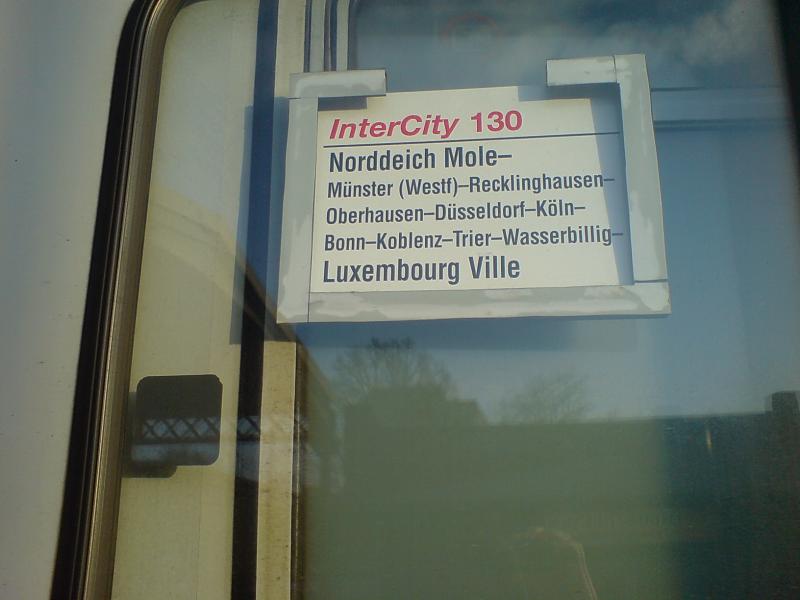 InterCity 130
Norddeich Mole–
Münster (Westf)–Recklinghausen–
Oberhausen–Düsseldorf–Köln–
Bonn–Koblenz–Trier–Wasserbillig–
Luxembourg Ville